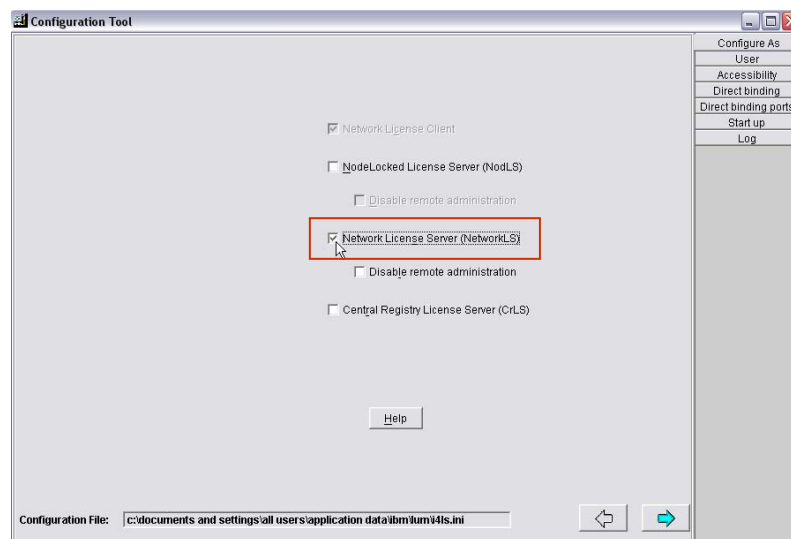 Configuration Tool
Configure As
User
Accessibility
Direct binding
Direct binding ports
Start up
Log
Network License Client
NodeLocked License Server (NodLS)
Disable remote administration
Network License Server (NetworkLS)
Disable remote administration
Central Registry License Server (CrLS)
Help
Configuration File: c:\documents and settings\all users\application data\ibm\lum\i4ls.ini